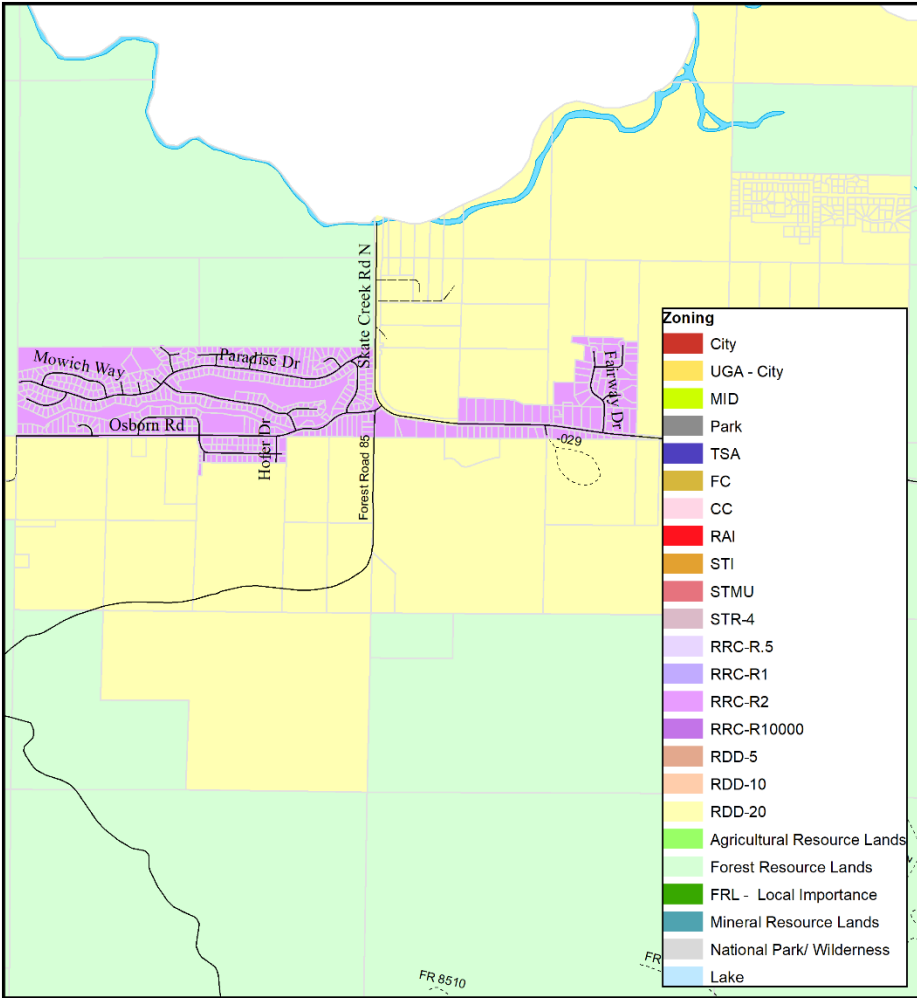 Skate Creek Rd N
Mowich Way
Paradise Dr
Fairway Dr
Osborn Rd
Hofer Dr
Forest Road 85
-029
Zoning
City
UGA - City
MID
Park
TSA
FC
CC
RAI
STI
STMU
STR-4
RRC-R.5
RRC-R1
RRC-R2
RRC-R10000
RDD-5
RDD-10
RDD-20
Agricultural Resource Lands
Forest Resource Lands
FRL - Local Importance
Mineral Resource Lands
National Park/ Wilderness
Lake
FR
FR 8510